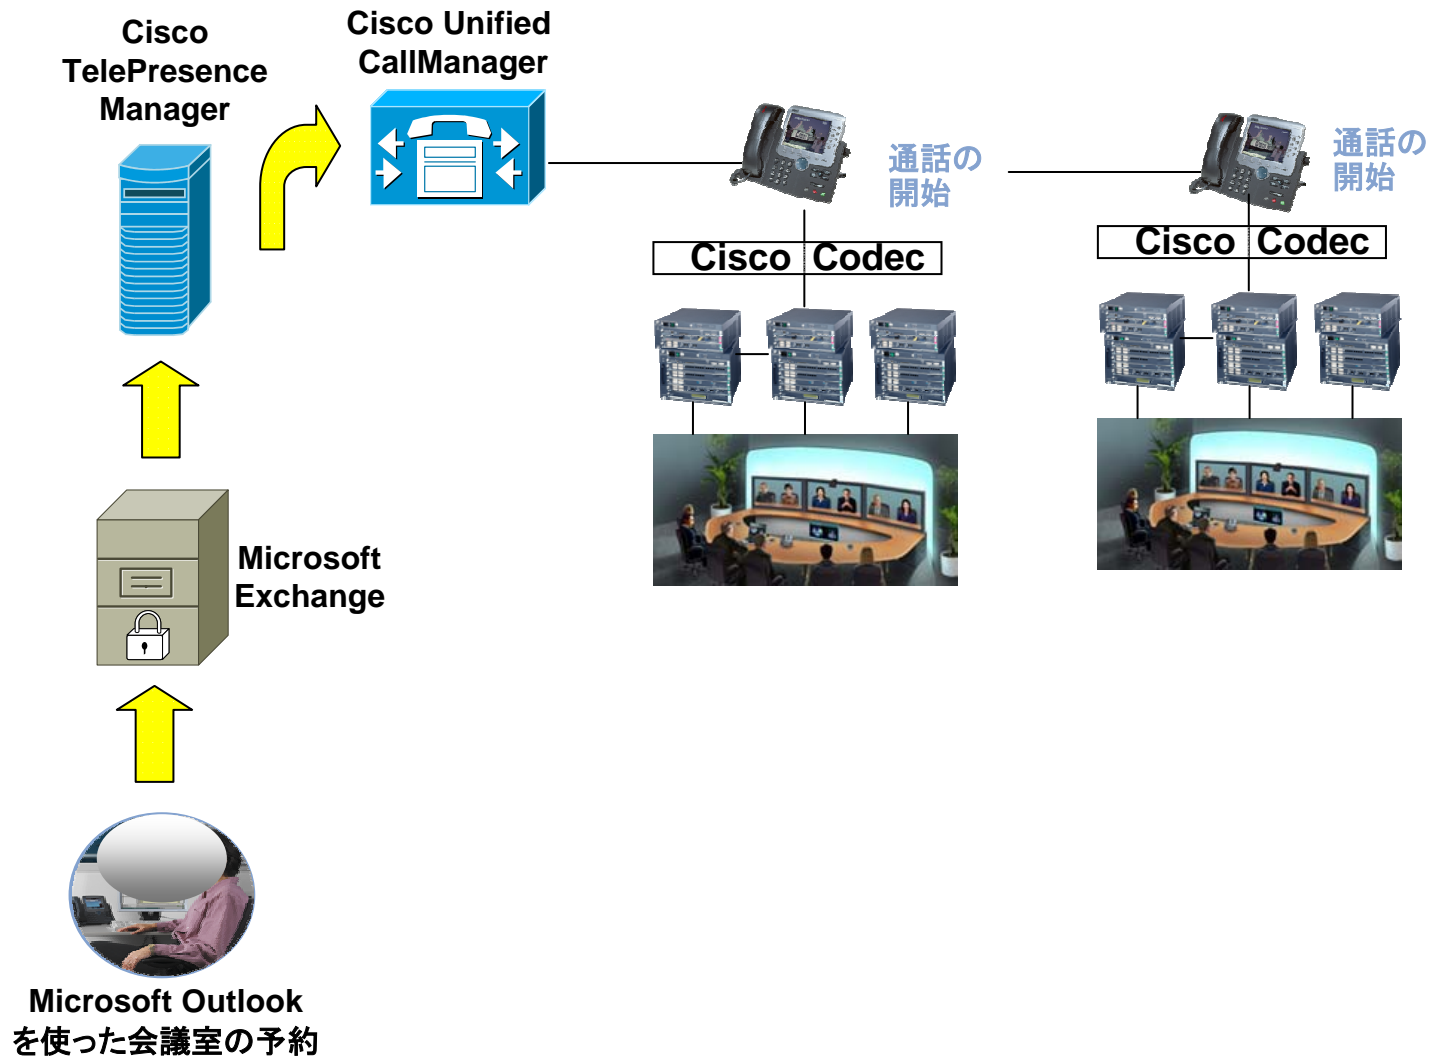 Cisco
TelePresence
Manager
Cisco Unified
CallManager
通話の
開始
通話の
開始
Cisco Codec
Cisco Codec
Microsoft
Exchange
Microsoft Outlook
を使った会議室の予約